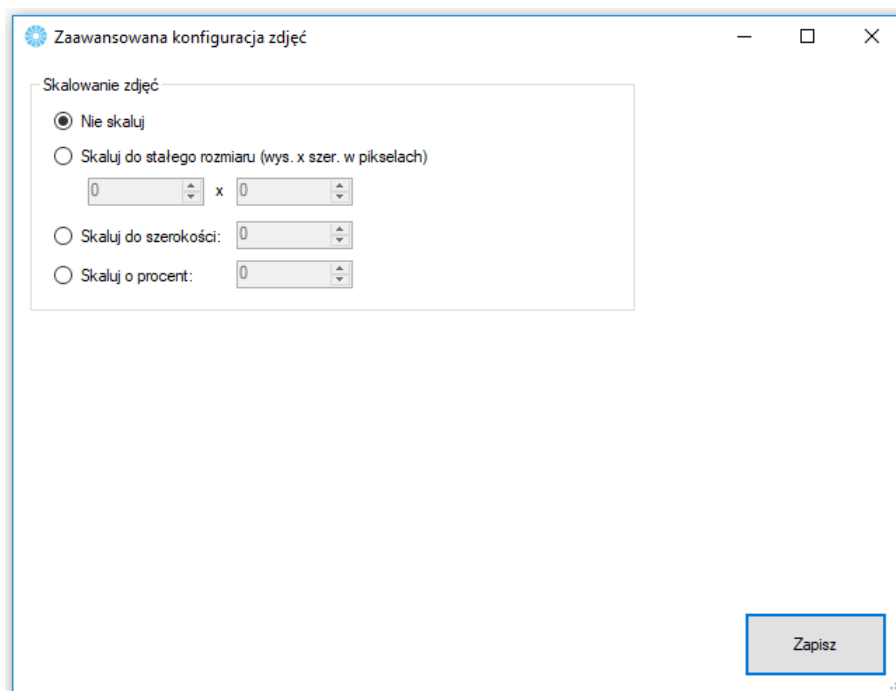 Zaawansowana konfiguracja zdjęć
Skalowanie zdjęć
Nie skaluj
Skaluj do stałego rozmiaru (wys. x szer. w pikselach)
0 x 0
Skaluj do szerokości: 0
Skaluj o procent: 0
Zapisz